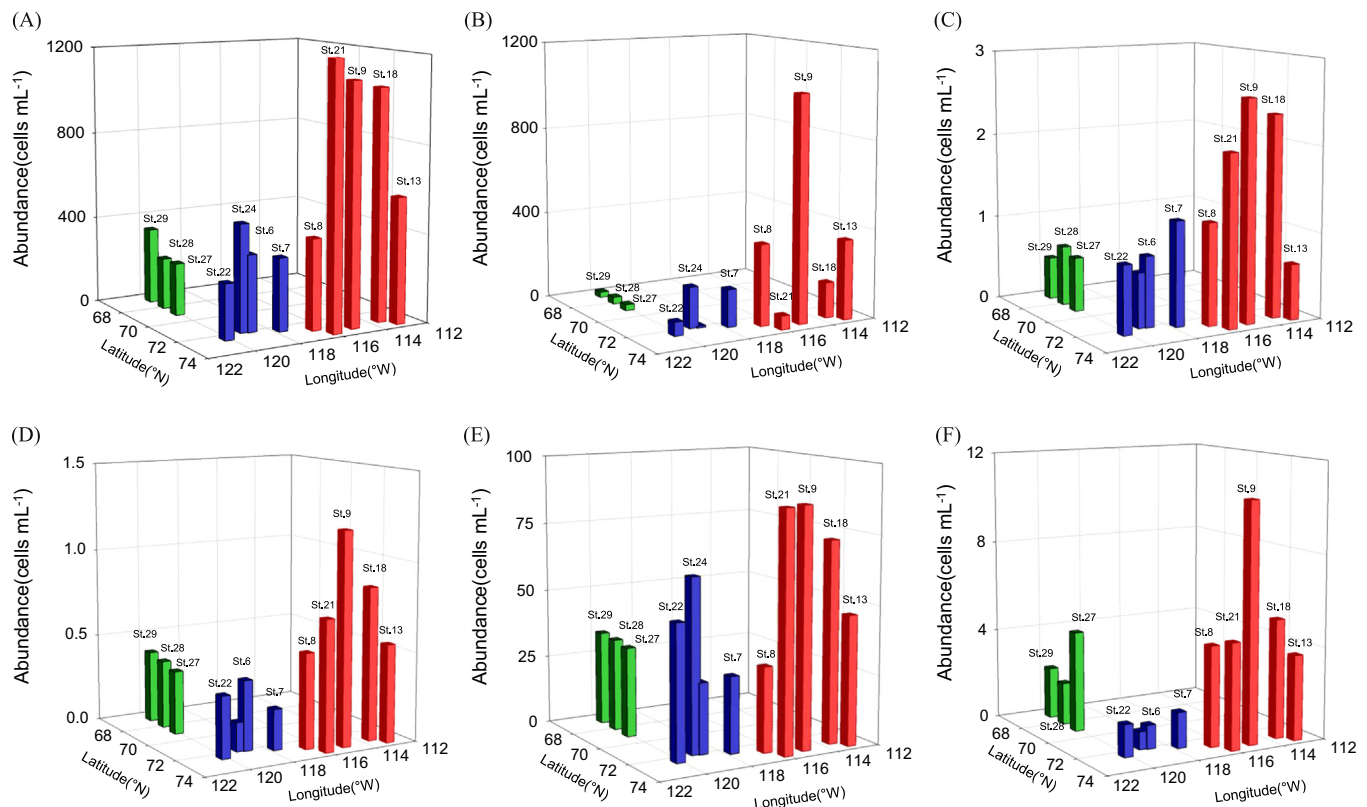 (A)
Abundance(cells mL⁻¹)
1200
800
400
0
68
70
72
74
Latitude(°N)
122
120
118
116
114
112
Longitude(°W)
St.29
St.28
St.27
St.22
St.24
St.6
St.7
St.8
St.21
St.9
St.18
St.13
(B)
Abundance(cells mL⁻¹)
1200
800
400
0
68
70
72
74
Latitude(°N)
122
120
118
116
114
112
Longitude(°W)
St.29
St.28
St.27
St.22
St.24
St.7
St.8
St.21
St.9
St.18
St.13
(C)
Abundance(cells mL⁻¹)
3
2
1
0
68
70
72
74
Latitude(°N)
122
120
118
116
114
112
Longitude(°W)
St.29
St.28
St.27
St.22
St.6
St.7
St.8
St.21
St.9
St.18
St.13
(D)
Abundance(cells mL⁻¹)
1.5
1.0
0.5
0.0
68
70
72
74
Latitude(°N)
122
120
118
116
114
112
Longitude(°W)
St.29
St.28
St.27
St.22
St.6
St.7
St.8
St.21
St.9
St.18
St.13
(E)
Abundance(cells mL⁻¹)
100
75
50
25
0
68
70
72
74
Latitude(°N)
122
120
118
116
114
112
Longitude(°W)
St.29
St.28
St.27
St.22
St.24
St.7
St.8
St.21
St.9
St.18
St.13
(F)
Abundance(cells mL⁻¹)
12
8
4
0
68
70
72
74
Latitude(°N)
122
120
118
116
114
112
Longitude(°W)
St.29
St.28
St.27
St.22
St.6
St.7
St.8
St.21
St.9
St.18
St.13